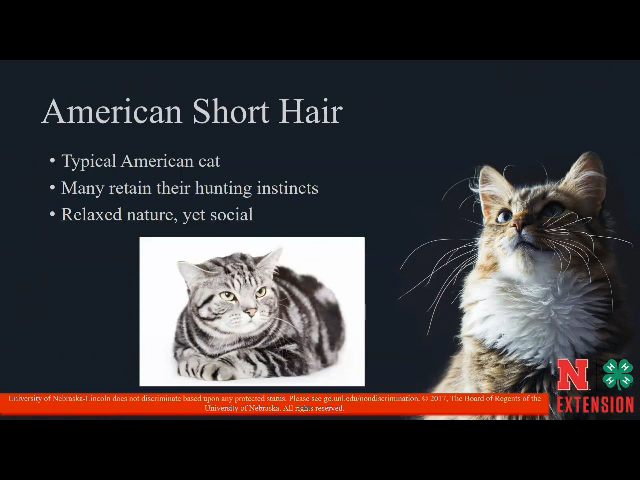 American Short Hair
• Typical American cat
• Many retain their hunting instincts
• Relaxed nature, yet social
N
EXTENSION
University of Nebraska-Lincoln does not discriminate based upon any protected status. Please see go.unl.edu/nondiscrimination. © 2017, The Board of Regents of the
University of Nebraska. All rights reserved.